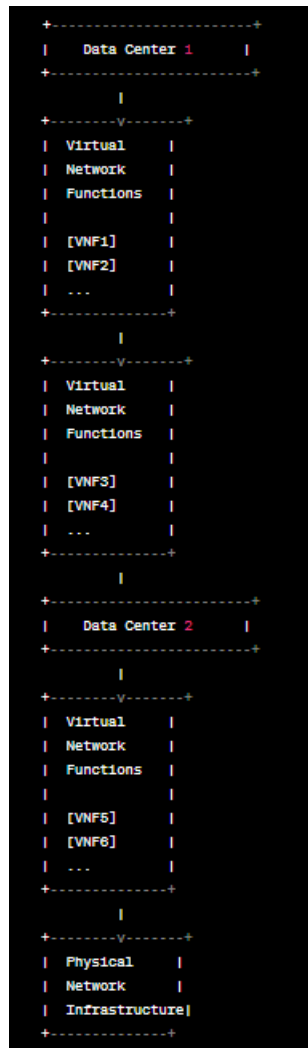 +------------------------+
|    Data Center 1      |
+------------------------+
|
+--------v-------+
|  Virtual     |
|  Network     |
|  Functions   |
|              |
|  [VNF1]      |
|  [VNF2]      |
|  ...         |
+--------------+
|
+--------v-------+
|  Virtual     |
|  Network     |
|  Functions   |
|              |
|  [VNF3]      |
|  [VNF4]      |
|  ...         |
+--------------+
|
+------------------------+
|    Data Center 2      |
+------------------------+
|
+--------v-------+
|  Virtual     |
|  Network     |
|  Functions   |
|              |
|  [VNF5]      |
|  [VNF6]      |
|  ...         |
+--------------+
|
+--------v-------+
|  Physical     |
|  Network      |
|  Infrastructure|
+--------------+